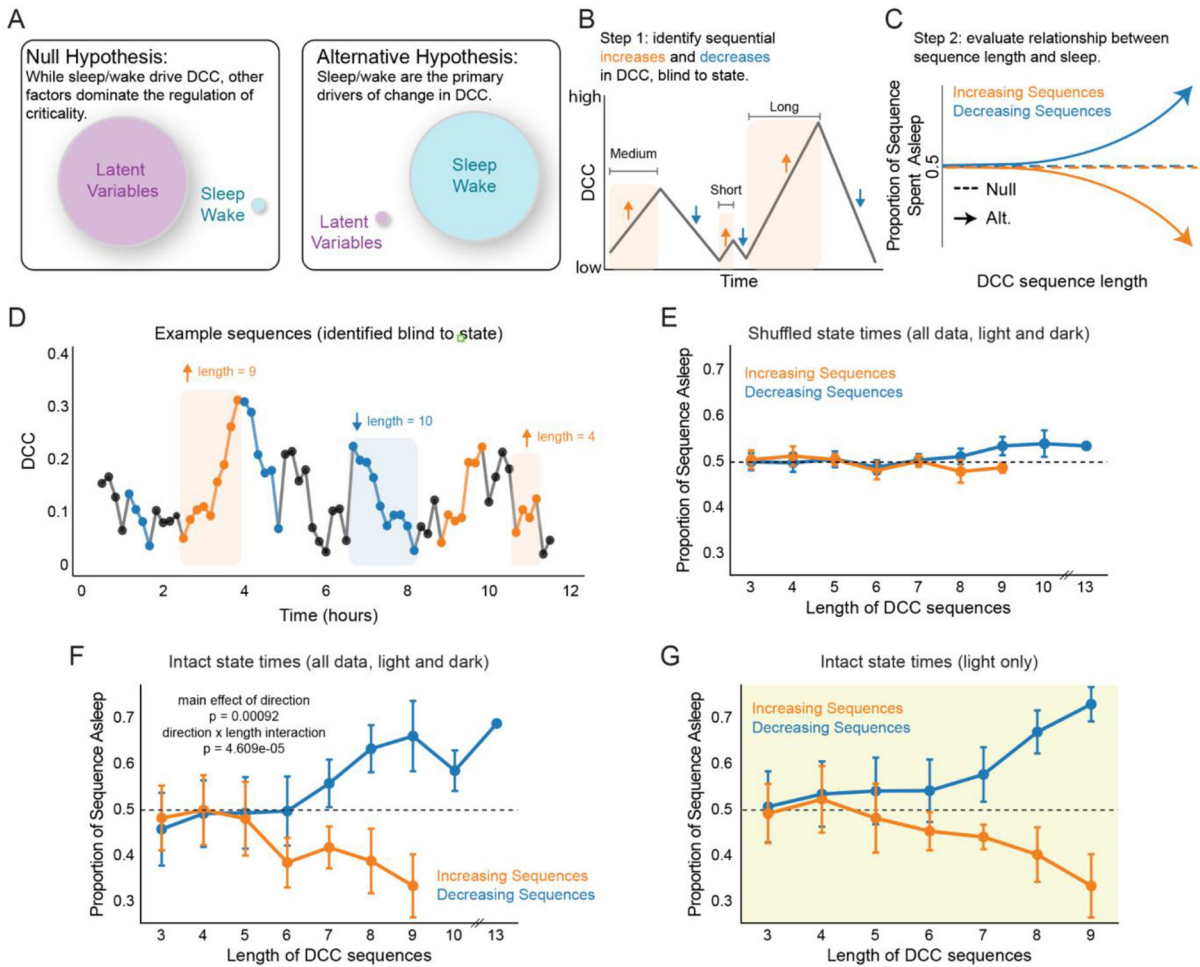 A
Null Hypothesis:
While sleep/wake drive DCC, other
factors dominate the regulation of
criticality.
Latent
Variables
Sleep
Wake
Alternative Hypothesis:
Sleep/wake are the primary
drivers of change in DCC.
Sleep
Wake
Latent
Variables
B
Step 1: identify sequential
increases and decreases
in DCC, blind to state.
high
DCC
low
Medium
Short
Long
Time
C
Step 2: evaluate relationship between
sequence length and sleep.
Increasing Sequences
Decreasing Sequences
Proportion of Sequence
Spent Asleep
0.5
Null
Alt.
DCC sequence length
D
Example sequences (identified blind to state)
length = 9
length = 10
length = 4
DCC
0.4
0.3
0.2
0.1
0
0 2 4 6 8 10 12
Time (hours)
E
Shuffled state times (all data, light and dark)
Increasing Sequences
Decreasing Sequences
Proportion of Sequence Asleep
0.7
0.6
0.5
0.4
0.3
3 4 5 6 7 8 9 10 13
Length of DCC sequences
F
Intact state times (all data, light and dark)
main effect of direction
p = 0.00092
direction x length interaction
p = 4.609e-05
Proportion of Sequence Asleep
0.7
0.6
0.5
0.4
0.3
Increasing Sequences
Decreasing Sequences
3 4 5 6 7 8 9 10 13
Length of DCC sequences
G
Intact state times (light only)
Increasing Sequences
Decreasing Sequences
Proportion of Sequence Asleep
0.7
0.6
0.5
0.4
0.3
3 4 5 6 7 8 9
Length of DCC sequences